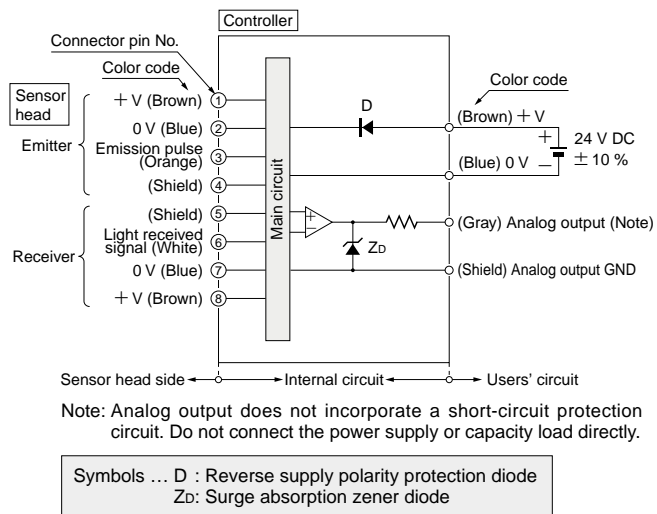 Controller
Connector pin No.
Color code
Sensor
head
Emitter
+V (Brown) 1
0 V (Blue) 2
Emission pulse
(Orange) 3
(Shield) 4
Receiver
(Shield) 5
Light received
signal (White) 6
0 V (Blue) 7
+V (Brown) 8
Main circuit
D
+
−
ZD
Color code
(Brown) +V
(Blue) 0 V
+
−
24 V DC
± 10 %
(Gray) Analog output (Note)
(Shield) Analog output GND
Sensor head side
Internal circuit
Users' circuit
Note: Analog output does not incorporate a short-circuit protection
circuit. Do not connect the power supply or capacity load directly.
Symbols ... D : Reverse supply polarity protection diode
ZD: Surge absorption zener diode